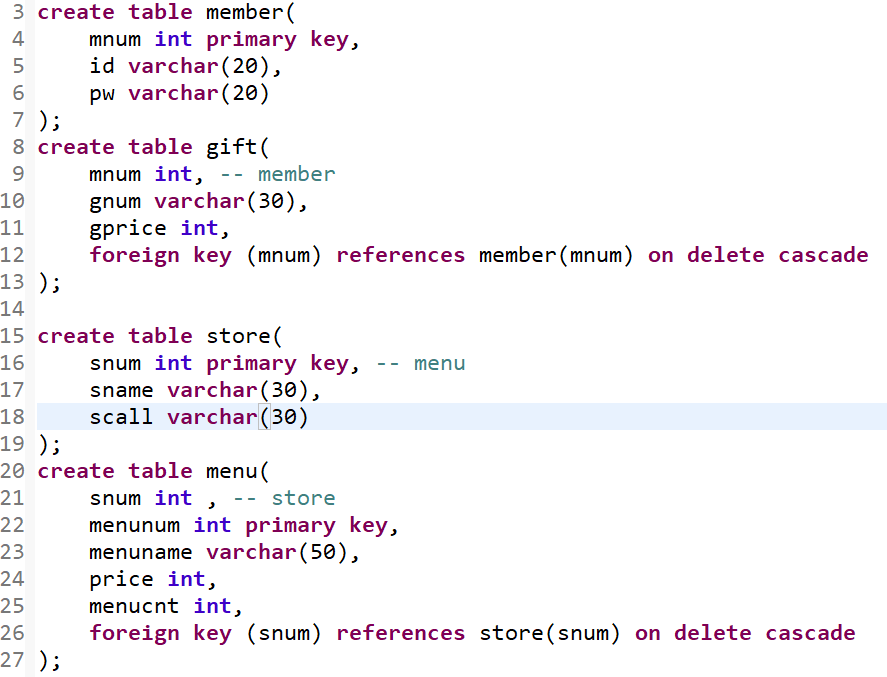 3 create table member(
4     mnum int primary key,
5     id varchar(20),
6     pw varchar(20)
7 );
8 create table gift(
9     mnum int, -- member
10     gnum varchar(30),
11     gprice int,
12     foreign key (mnum) references member(mnum) on delete cascade
13 );
14
15 create table store(
16     snum int primary key, -- menu
17     sname varchar(30),
18     scall varchar(30)
19 );
20 create table menu(
21     snum int , -- store
22     menunum int primary key,
23     menuname varchar(50),
24     price int,
25     menucnt int,
26     foreign key (snum) references store(snum) on delete cascade
27 );